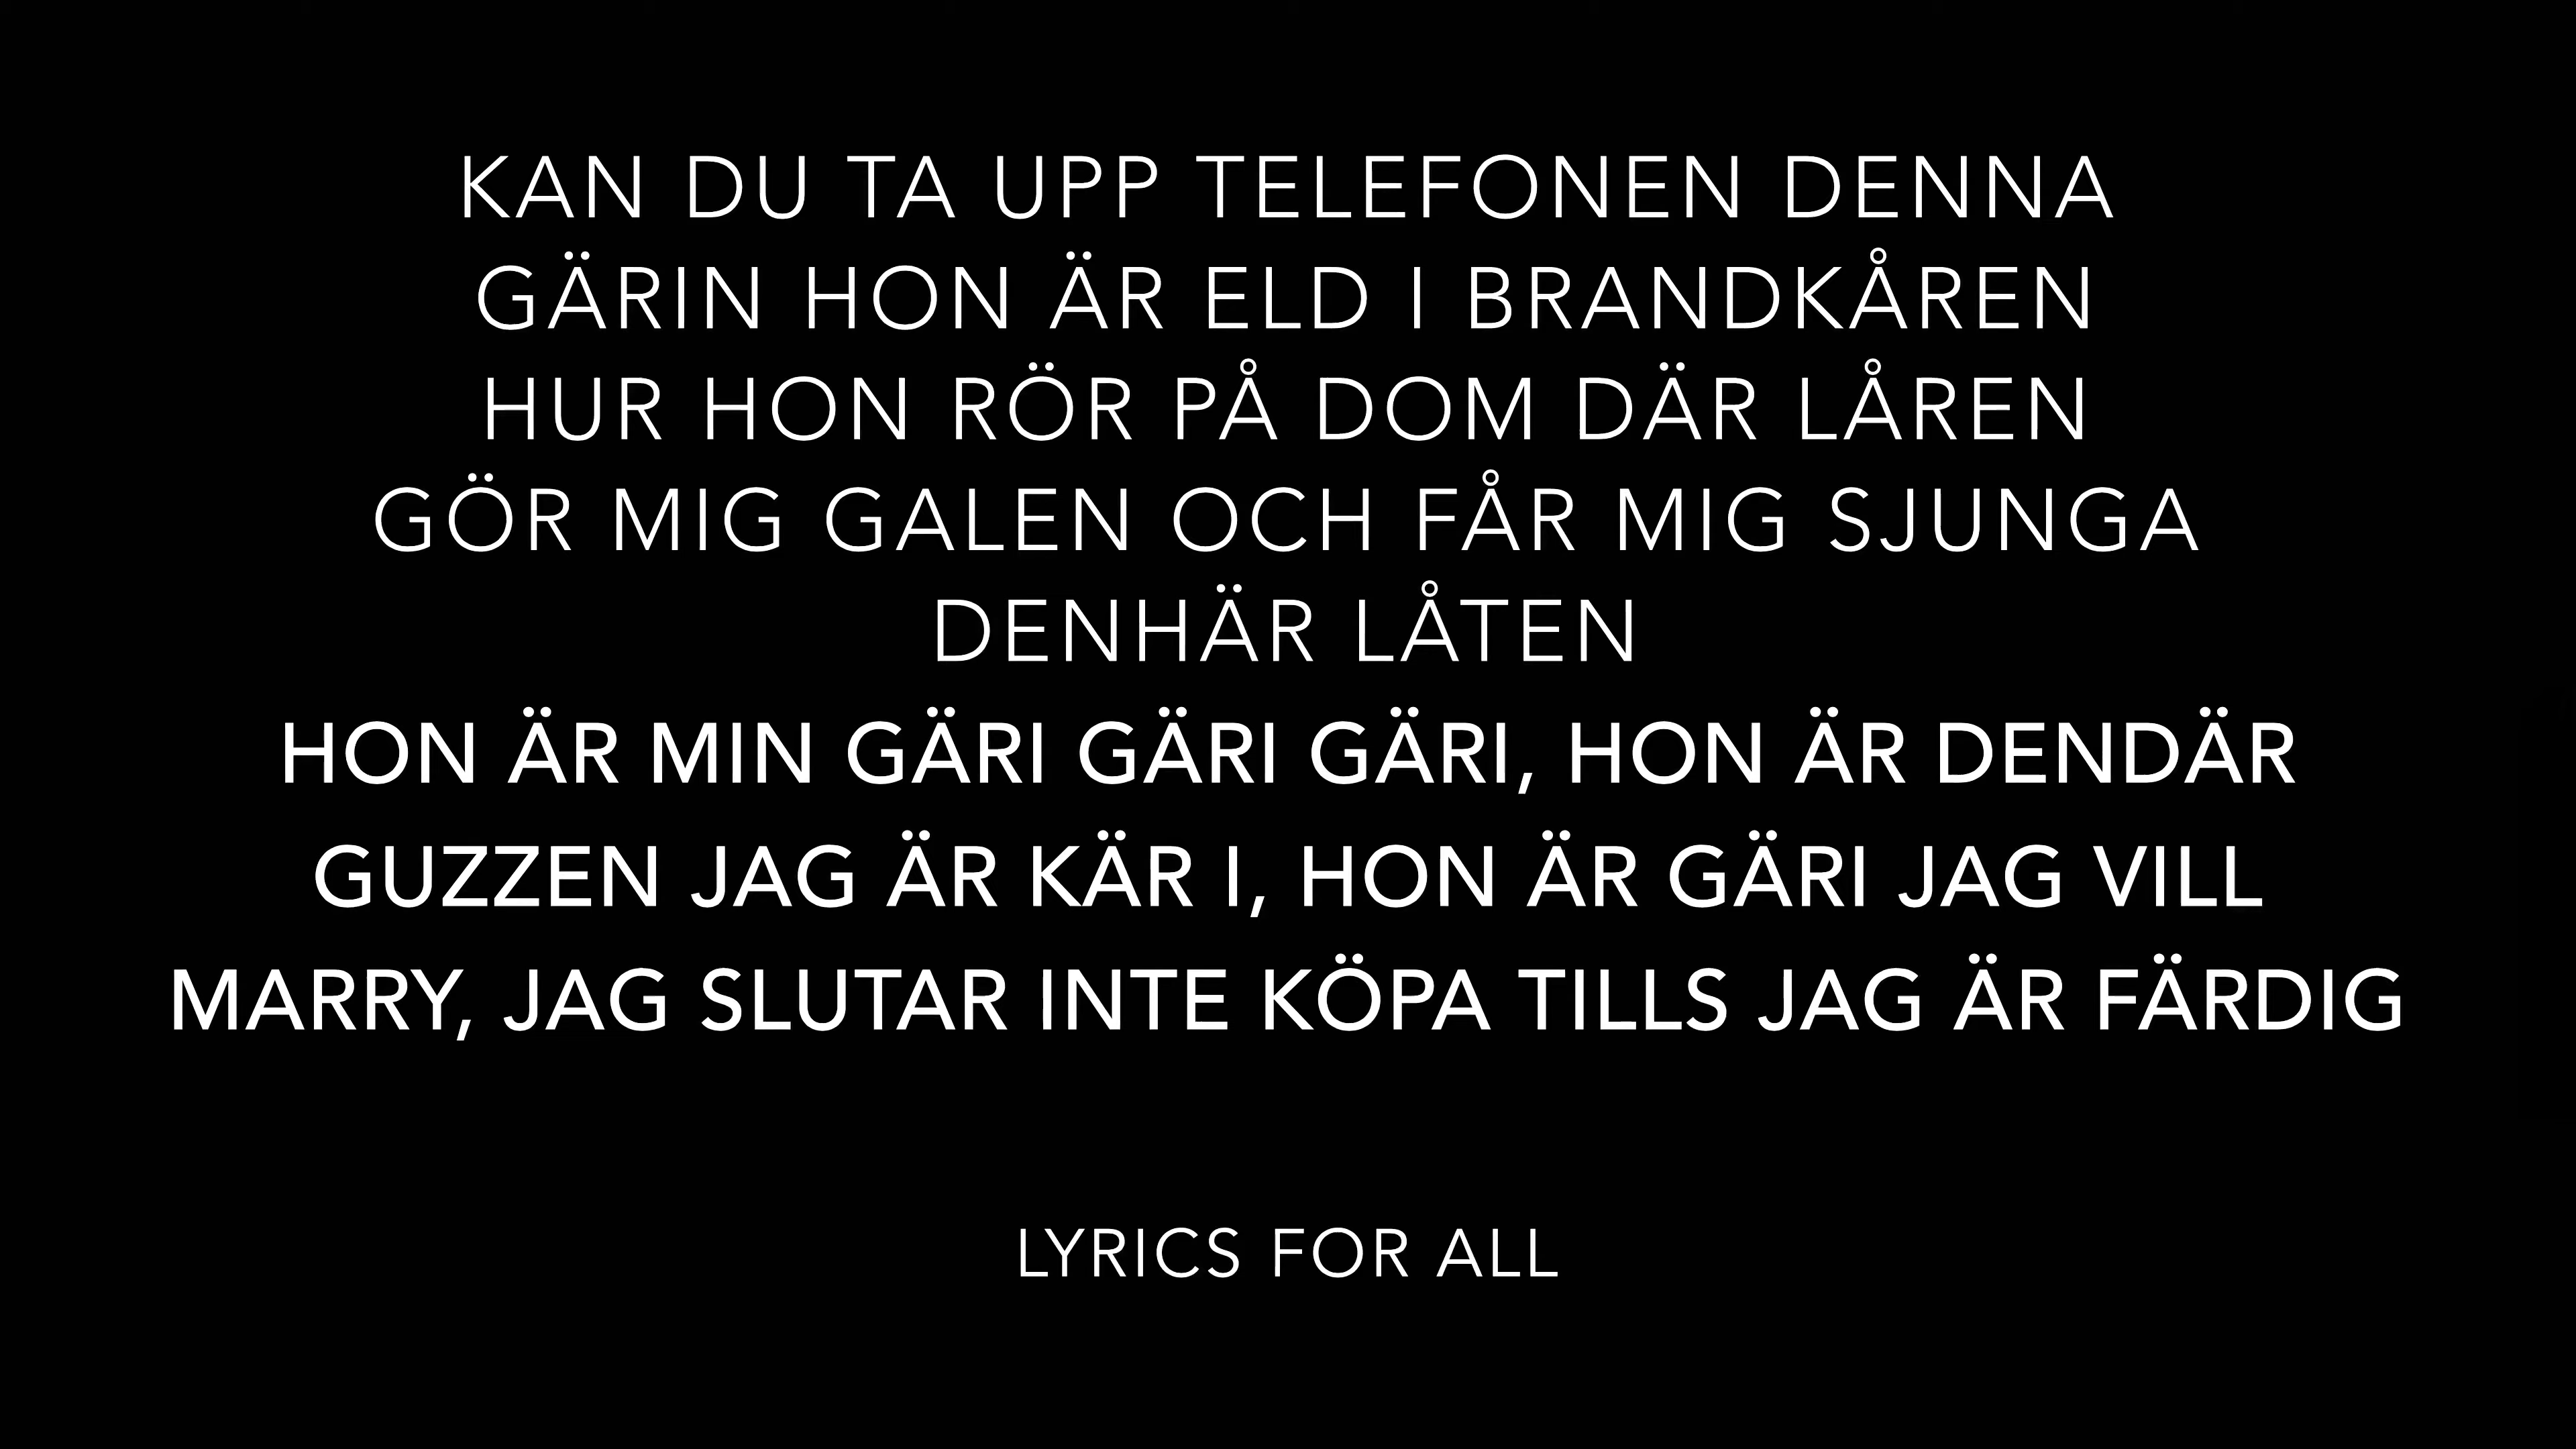 KAN DU TA UPP TELEFONEN DENNA
GÄRIN HON ÄR ELD I BRANDKÅREN
HUR HON RÖR PÅ DOM DÄR LÅREN
GÖR MIG GALEN OCH FÅR MIG SJUNGA
DENHÄR LÅTEN
HON ÄR MIN GÄRI GÄRI GÄRI, HON ÄR DENDÄR
GUZZEN JAG ÄR KÄR I, HON ÄR GÄRI JAG VILL
MARRY, JAG SLUTAR INTE KÖPA TILLS JAG ÄR FÄRDIG
LYRICS FOR ALL